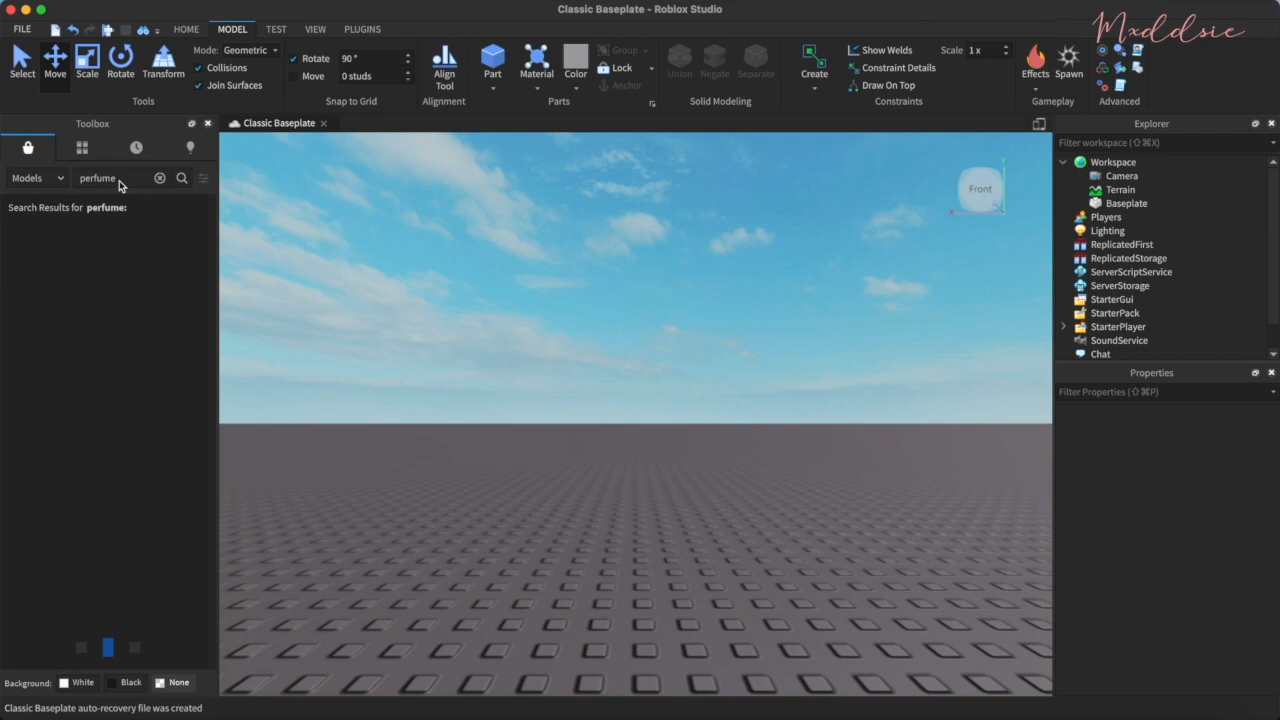 Classic Baseplate - Roblox Studio
Mxddsie
FILE HOME MODEL TEST VIEW PLUGINS
Select Move Scale Rotate Transform
Mode: Geometric
Collisions
Join Surfaces
Tools
Rotate 90 °
Move 0 studs
Snap to Grid
Align
Tool
Alignment
Part Material Color
Group
Lock
Anchor
Parts
Union Negate Separate
Solid Modeling
Create
Show Welds Scale 1 x
Constraint Details
Draw On Top
Constraints
Effects Spawn
Gameplay
Advanced
Toolbox
Classic Baseplate
Explorer
Filter workspace (⇧⌘X)
Models perfume
Search Results for perfume:
Front
Workspace
Camera
Terrain
Baseplate
Players
Lighting
ReplicatedFirst
ReplicatedStorage
ServerScriptService
ServerStorage
StarterGui
StarterPack
StarterPlayer
SoundService
Chat
Properties
Filter Properties (⇧⌘P)
Background: White Black None
Classic Baseplate auto-recovery file was created